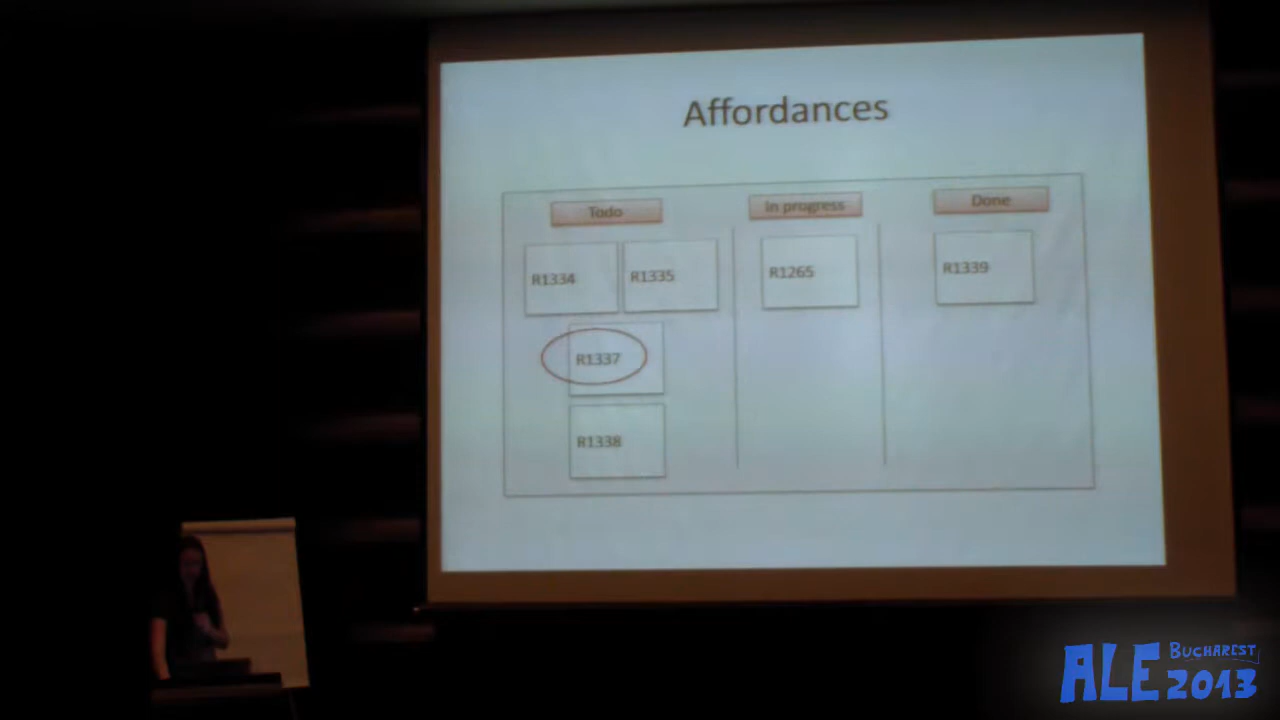 Affordances
Todo
In progress
Done
R1334
R1335
R1265
R1339
R1337
R1338
ALE BUCHAREST 2013